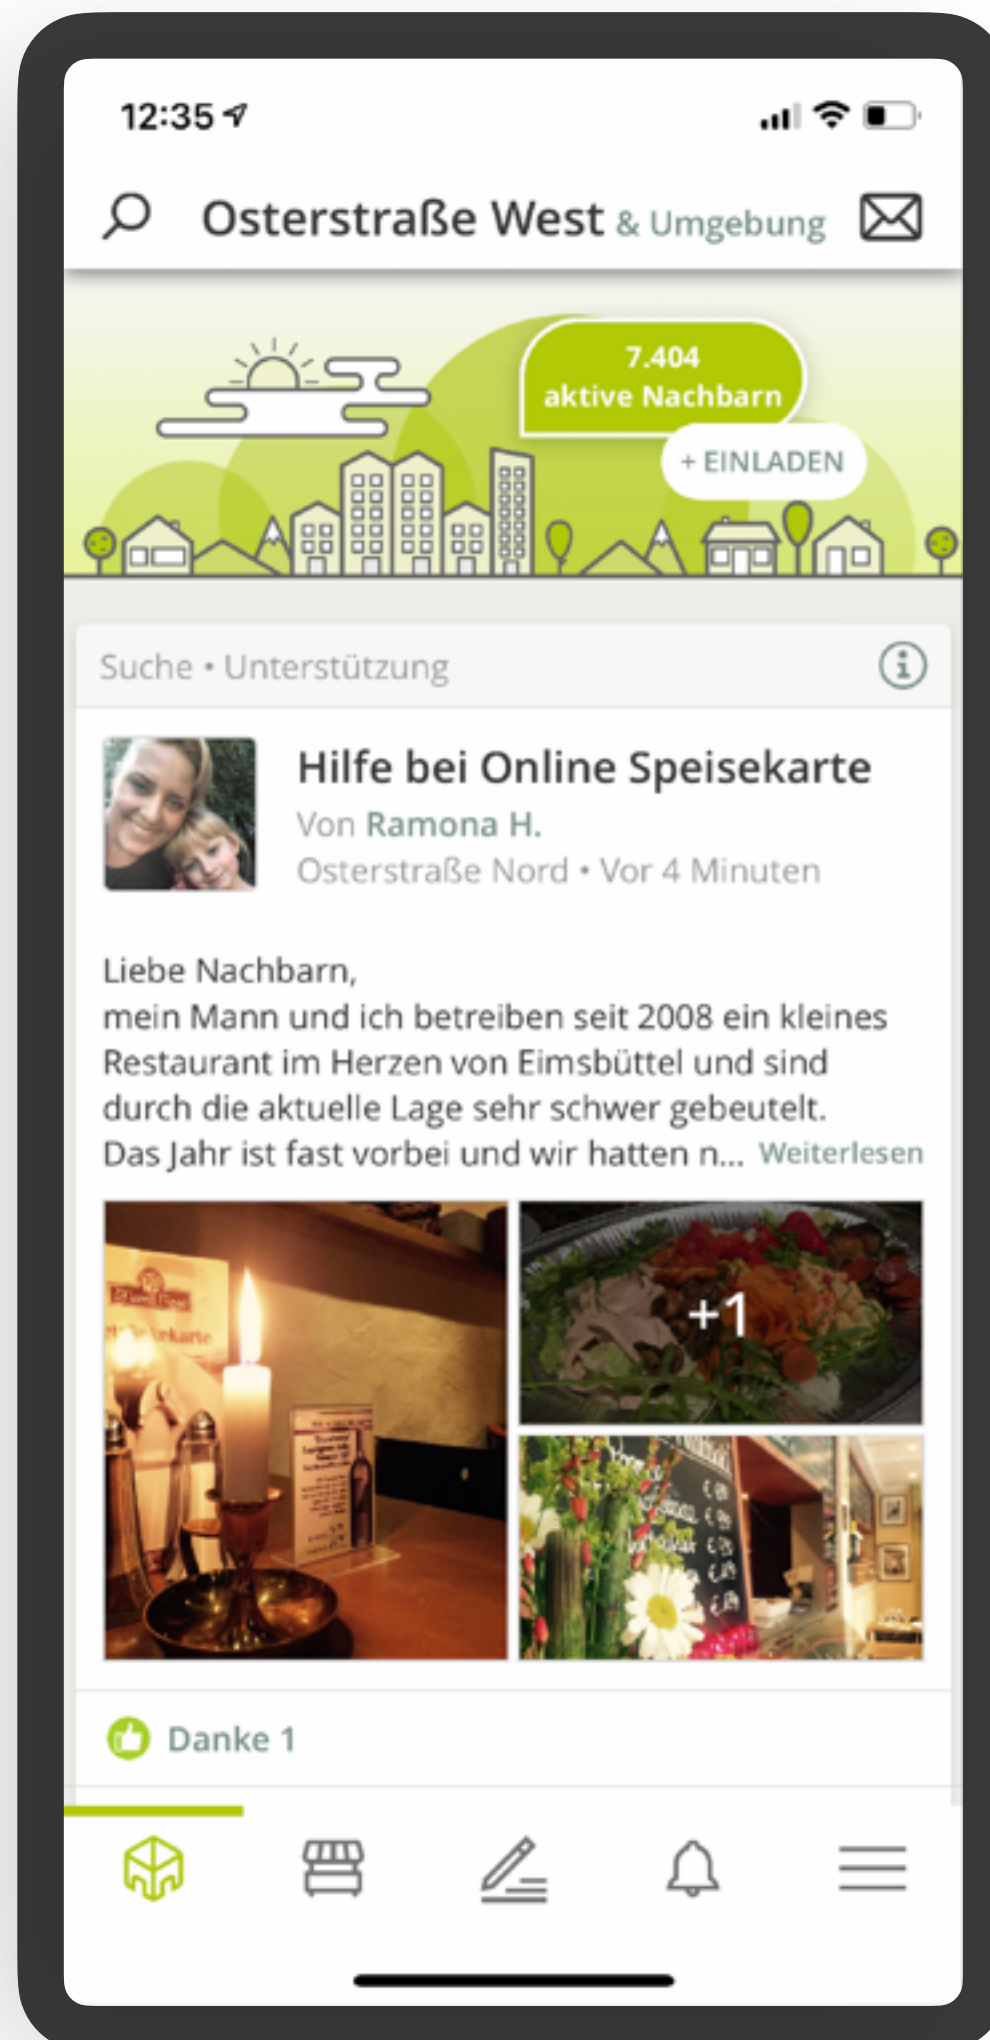 12:35
Osterstraße West & Umgebung
7.404
aktive Nachbarn
+ EINLADEN
Suche • Unterstützung
Hilfe bei Online Speisekarte
Von Ramona H.
Osterstraße Nord • Vor 4 Minuten
Liebe Nachbarn,
mein Mann und ich betreiben seit 2008 ein kleines
Restaurant im Herzen von Eimsbüttel und sind
durch die aktuelle Lage sehr schwer gebeutelt.
Das Jahr ist fast vorbei und wir hatten n... Weiterlesen
+1
Danke 1